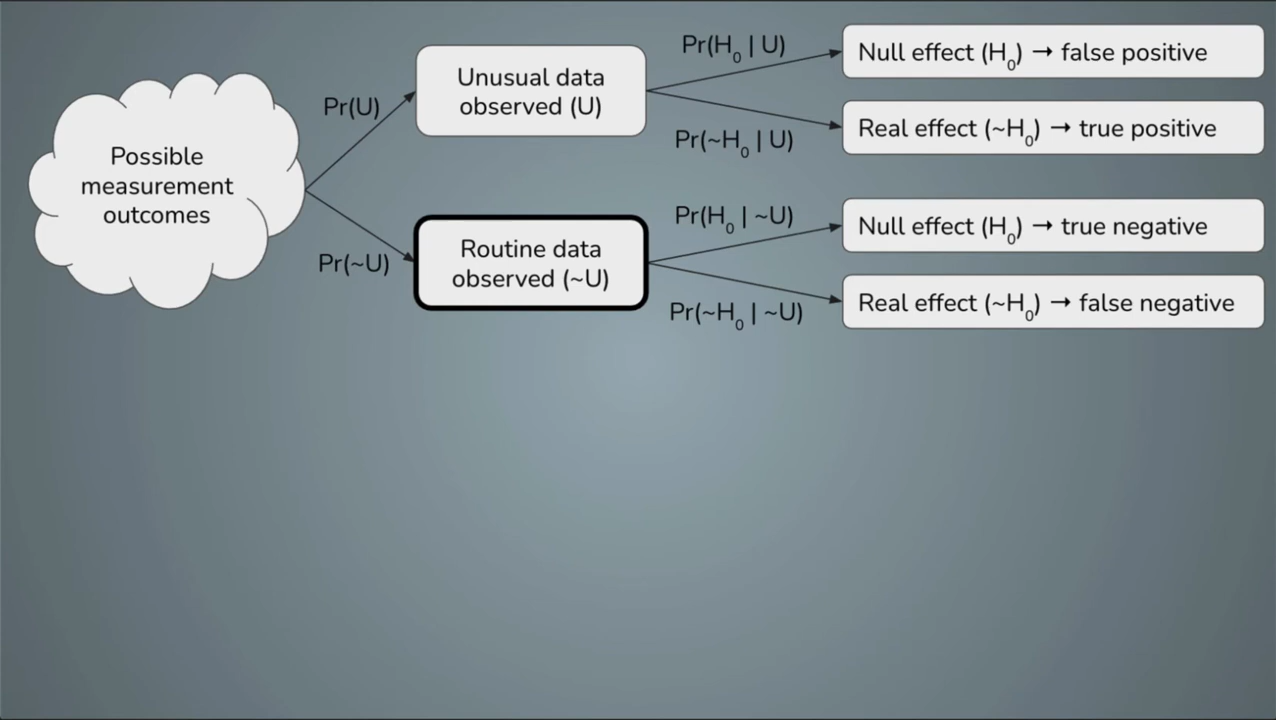 Possible
measurement
outcomes
Pr(U)
Pr(~U)
Unusual data
observed (U)
Routine data
observed (~U)
Pr(H₀ | U)
Pr(~H₀ | U)
Pr(H₀ | ~U)
Pr(~H₀ | ~U)
Null effect (H₀) → false positive
Real effect (~H₀) → true positive
Null effect (H₀) → true negative
Real effect (~H₀) → false negative